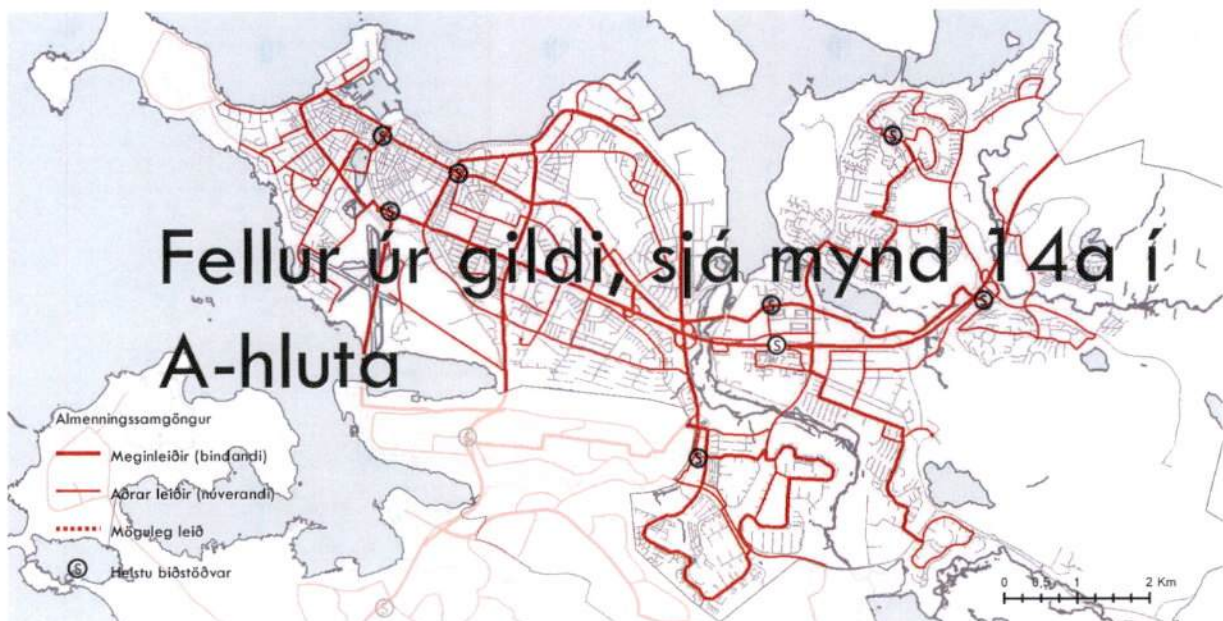 Fellur úr gildi, sjá mynd 14a í
A-hluta
Almenningssamgöngur
Meginleiðir (bindandi)
Aðrar leiðir (núverandi)
Möguleg leið
S Helstu biðstöðvar
0 0,5 1 2 Km